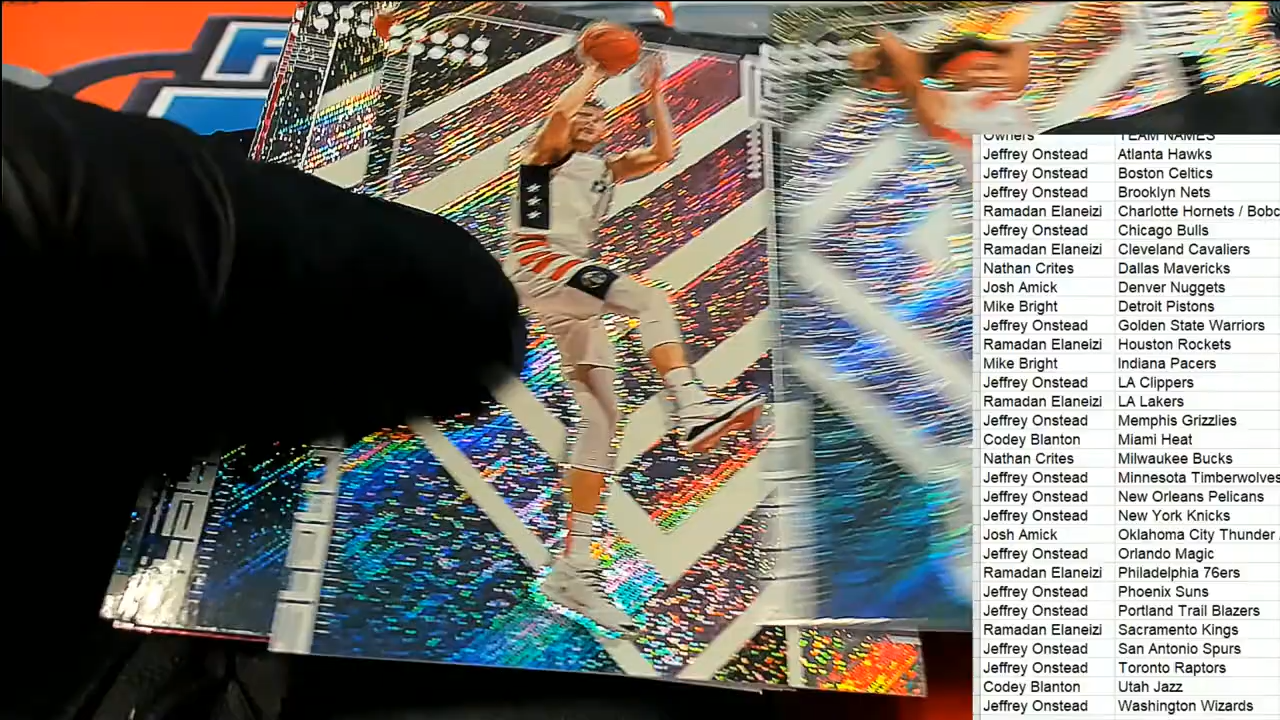 Owners TEAM NAMES
Jeffrey Onstead Atlanta Hawks
Jeffrey Onstead Boston Celtics
Jeffrey Onstead Brooklyn Nets
Ramadan Elaneizi Charlotte Hornets / Bobc
Jeffrey Onstead Chicago Bulls
Ramadan Elaneizi Cleveland Cavaliers
Nathan Crites Dallas Mavericks
Josh Amick Denver Nuggets
Mike Bright Detroit Pistons
Jeffrey Onstead Golden State Warriors
Ramadan Elaneizi Houston Rockets
Mike Bright Indiana Pacers
Jeffrey Onstead LA Clippers
Ramadan Elaneizi LA Lakers
Jeffrey Onstead Memphis Grizzlies
Codey Blanton Miami Heat
Nathan Crites Milwaukee Bucks
Jeffrey Onstead Minnesota Timberwolves
Jeffrey Onstead New Orleans Pelicans
Jeffrey Onstead New York Knicks
Josh Amick Oklahoma City Thunder
Jeffrey Onstead Orlando Magic
Ramadan Elaneizi Philadelphia 76ers
Jeffrey Onstead Phoenix Suns
Jeffrey Onstead Portland Trail Blazers
Ramadan Elaneizi Sacramento Kings
Jeffrey Onstead San Antonio Spurs
Jeffrey Onstead Toronto Raptors
Codey Blanton Utah Jazz
Jeffrey Onstead Washington Wizards